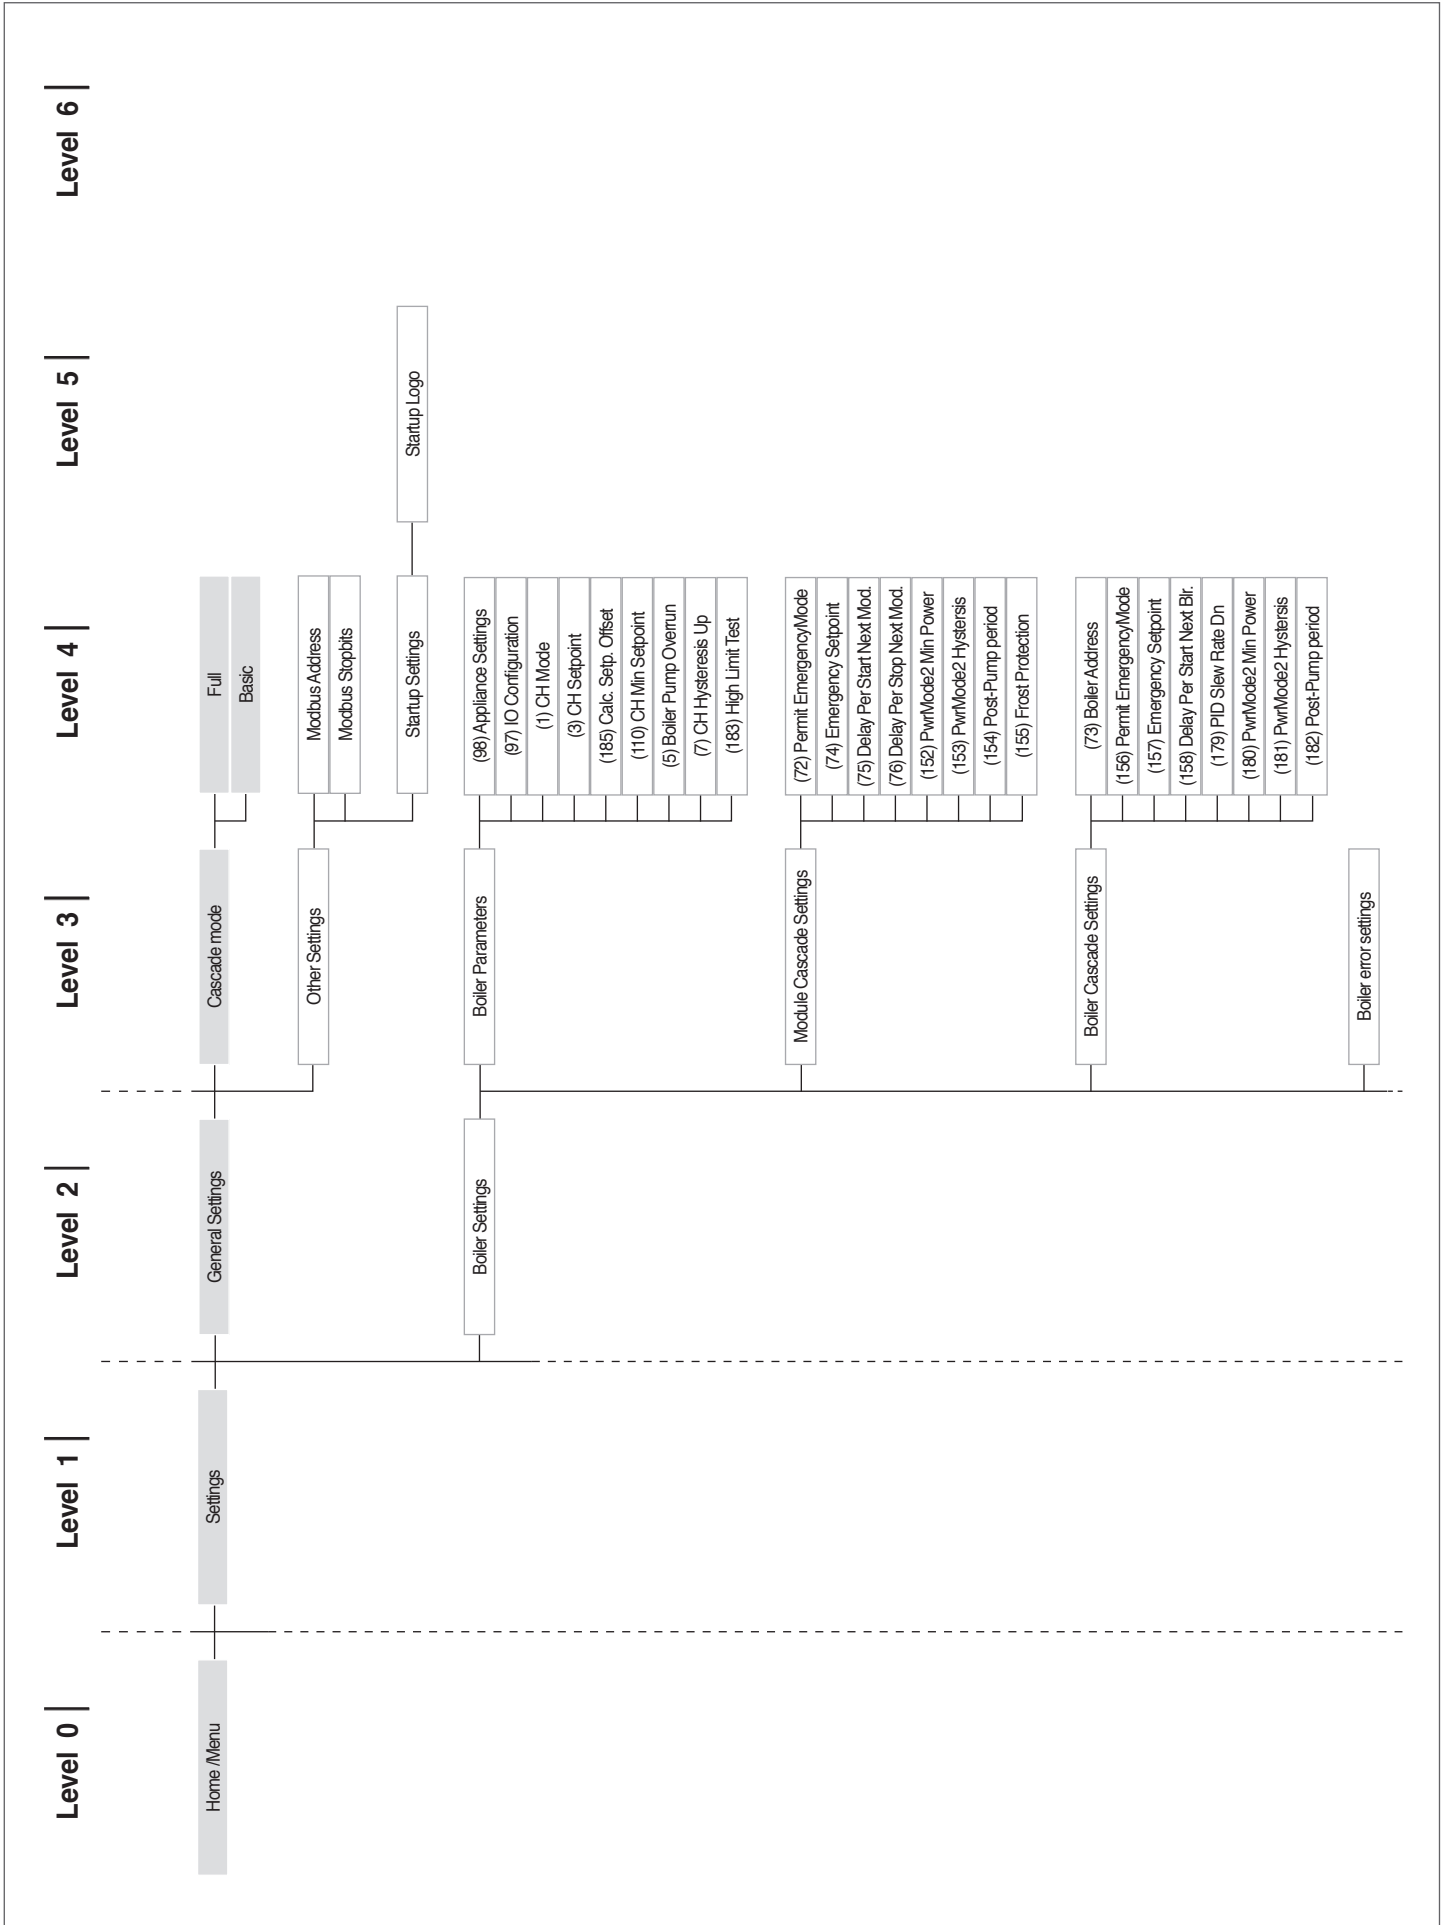 Level 0
Level 1
Level 2
Level 3
Level 4
Level 5
Level 6
Home /Menu
Settings
General Settings
Cascade mode
Full
Basic
Other Settings
Modbus Address
Modbus Stopbits
Startup Settings
Startup Logo
Boiler Settings
Boiler Parameters
(98) Appliance Settings
(97) IO Configuration
(1) CH Mode
(3) CH Setpoint
(185) Calc. Setp. Offset
(110) CH Min Setpoint
(5) Boiler Pump Overrun
(7) CH Hysteresis Up
(183) High Limit Test
Module Cascade Settings
(72) Permit EmergencyMode
(74) Emergency Setpoint
(75) Delay Per Start Next Mod.
(76) Delay Per Stop Next Mod.
(152) PwrMode2 Min Power
(153) PwrMode2 Hystersis
(154) Post-Pump period
(155) Frost Protection
Boiler Cascade Settings
(73) Boiler Address
(156) Permit EmergencyMode
(157) Emergency Setpoint
(158) Delay Per Start Next Blr.
(179) PID Slew Rate Dn
(180) PwrMode2 Min Power
(181) PwrMode2 Hystersis
(182) Post-Pump period
Boiler error settings